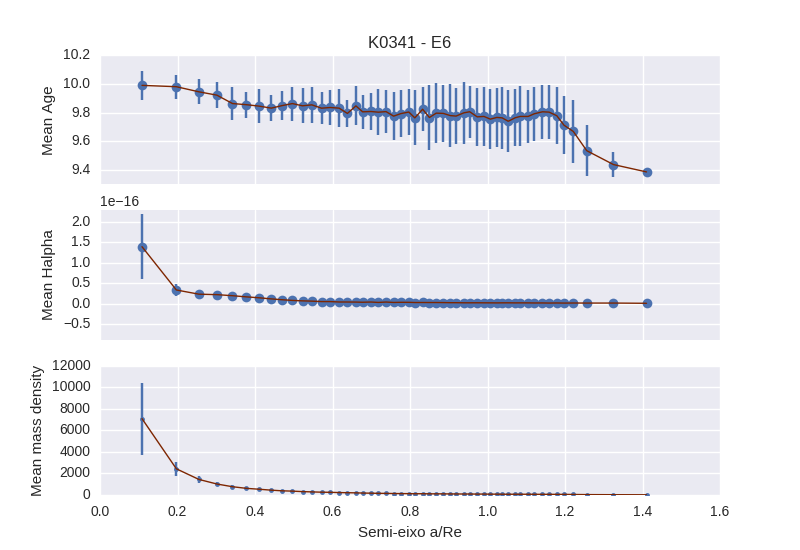 K0341 - E6
10.2
10.0
9.8
9.6
9.4
Mean Age
1e−16
2.0
1.5
1.0
0.5
0.0
−0.5
Mean Halpha
12000
10000
8000
6000
4000
2000
0
Mean mass density
0.0 0.2 0.4 0.6 0.8 1.0 1.2 1.4 1.6
Semi-eixo a/Re